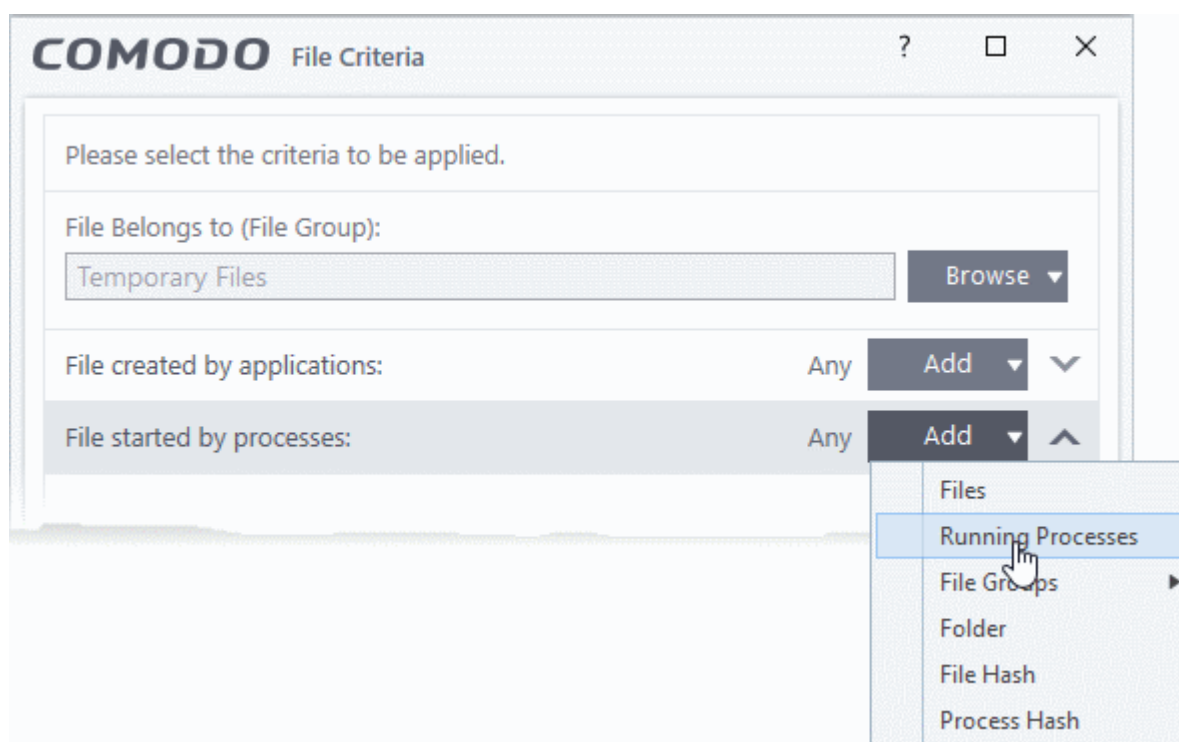 COMODO File Criteria ?
Please select the criteria to be applied.
File Belongs to (File Group):
Temporary Files Browse
File created by applications: Any Add
File started by processes: Any Add
Files
Running Processes
File Groups
Folder
File Hash
Process Hash